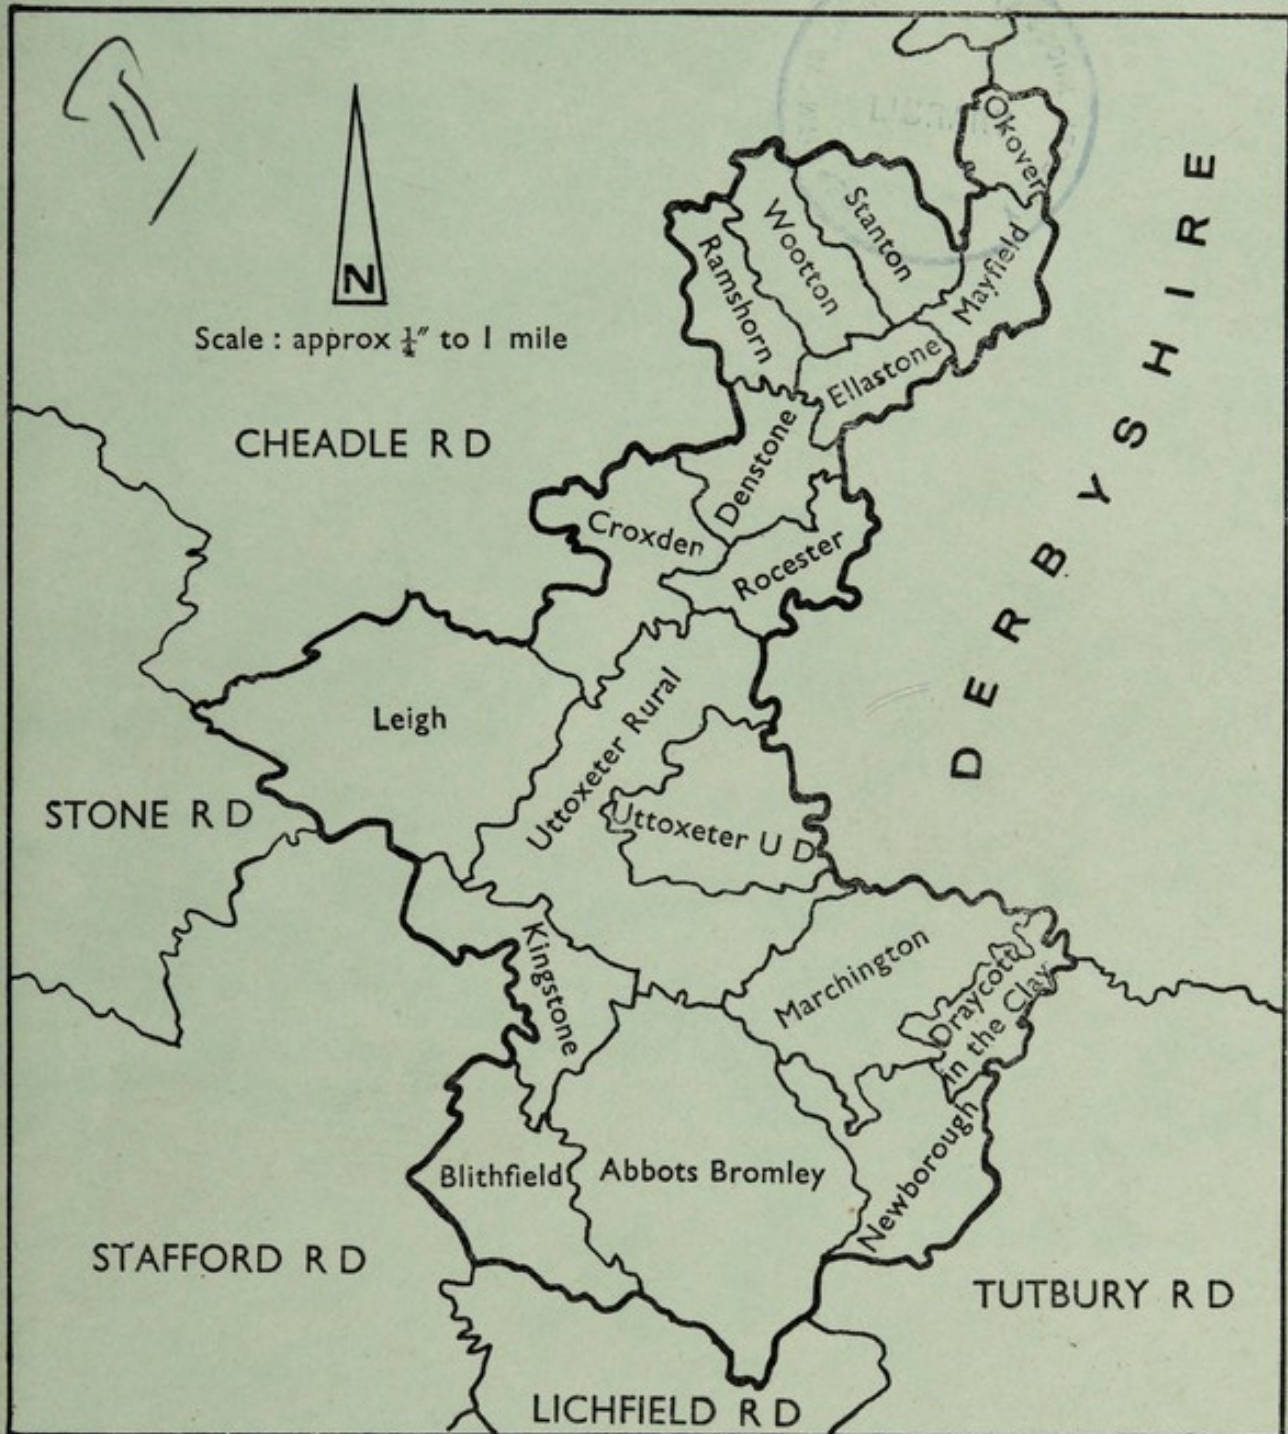 Okover
Stanton
Wootton
Ramshorn
Mayfield
N
Scale : approx ¼" to 1 mile
Ellastone
DERBYSHIRE
CHEADLE R D
Denstone
Croxden
Rocester
Leigh
Uttoxeter Rural
STONE R D
Uttoxeter U D
Kingstone
Marchington
Draycott
in the Clay
Newborough
Blithfield
Abbots Bromley
STAFFORD R D
TUTBURY R D
LICHFIELD R D